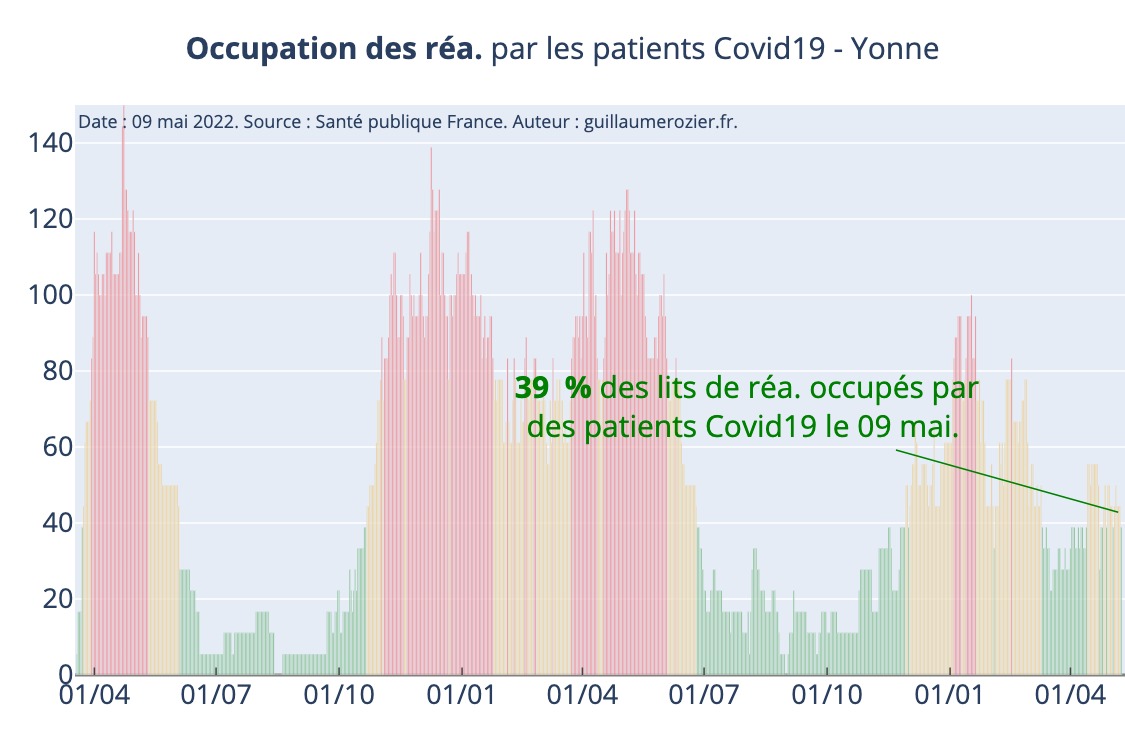 Occupation des réa. par les patients Covid19 - Yonne
Date : 09 mai 2022. Source : Santé publique France. Auteur : guillaumerozier.fr.
140
120
100
80
60
40
20
0
39 % des lits de réa. occupés par
des patients Covid19 le 09 mai.
01/04 01/07 01/10 01/01 01/04 01/07 01/10 01/01 01/04